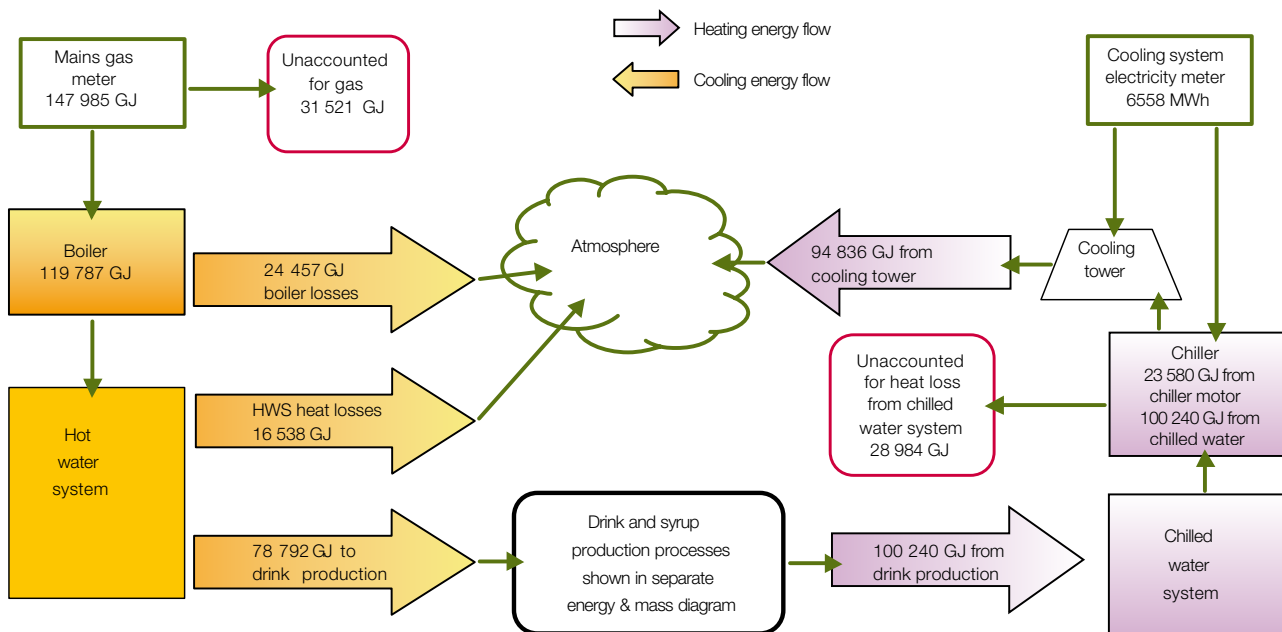 Heating energy flow
Cooling energy flow
Mains gas
meter
147 985 GJ
Unaccounted
for gas
31 521 GJ
Cooling system
electricity meter
6558 MWh
Boiler
119 787 GJ
24 457 GJ
boiler losses
Atmosphere
94 836 GJ from
cooling tower
Cooling
tower
Hot
water
system
HWS heat losses
16 538 GJ
Unaccounted
for heat loss
from chilled
water system
28 984 GJ
Chiller
23 580 GJ from
chiller motor
100 240 GJ from
chilled water
78 792 GJ to
drink production
Drink and syrup
production processes
shown in separate
energy & mass diagram
100 240 GJ from
drink production
Chilled
water
system